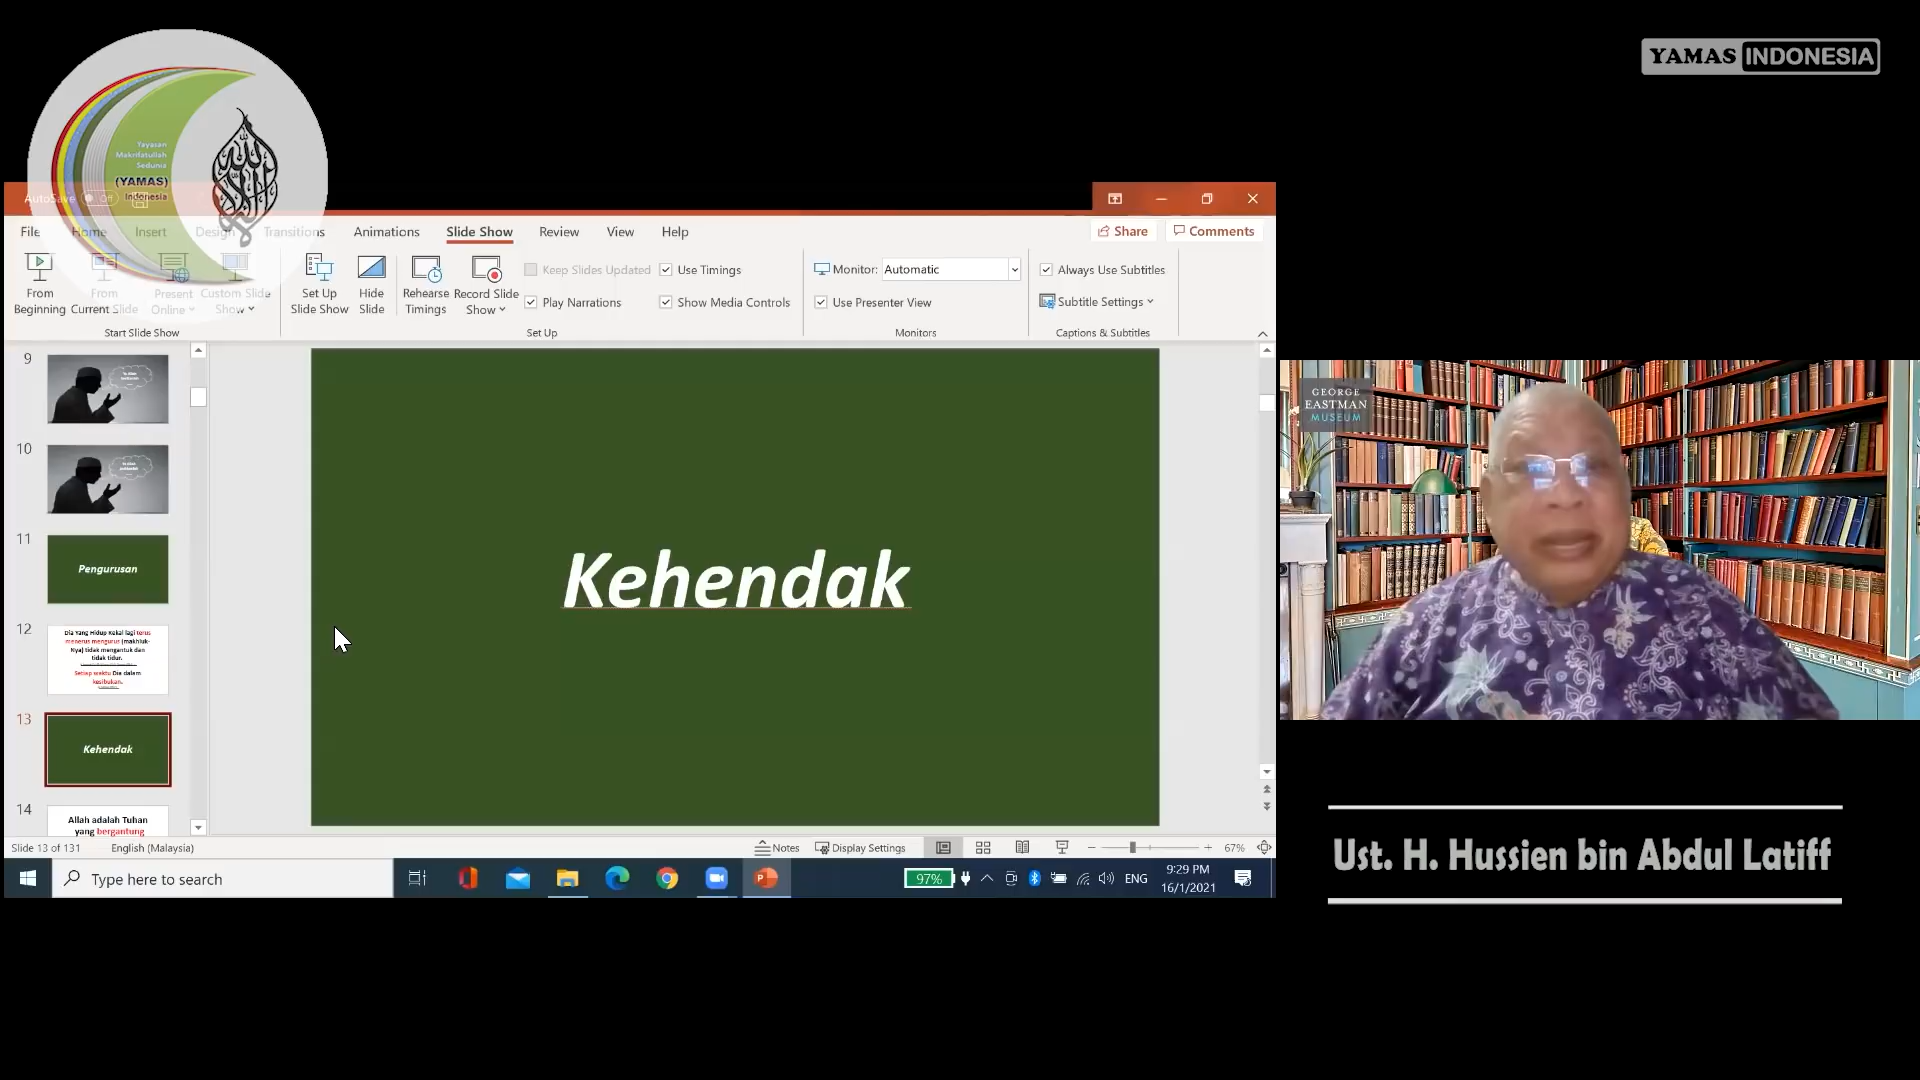 YAMAS INDONESIA
Yayasan
Makrifatullah
Sedunia
(YAMAS)
Indonesia
AutoSave Off
File Home Insert Design Transitions Animations Slide Show Review View Help
Share Comments
From Beginning
From Current Slide
Present Online
Custom Slide Show
Set Up Slide Show
Hide Slide
Rehearse Timings
Record Slide Show
Keep Slides Updated
Play Narrations
Use Timings
Show Media Controls
Monitor: Automatic
Use Presenter View
Always Use Subtitles
Subtitle Settings
Start Slide Show
Set Up
Monitors
Captions & Subtitles
9
10
11
Pengurusan
12
Dia Yang Hidup Kekal lagi terus
menerus mengurus (makhluk-
Nya) tidak mengantuk dan
tidak tidur.
Setiap waktu Dia dalam
kesibukan.
13
Kehendak
14
Allah adalah Tuhan
yang bergantung
Kehendak
GEORGE
EASTMAN
MUSEUM
Slide 13 of 131 English (Malaysia)
Notes Display Settings 67%
Type here to search
97% ENG
9:29 PM
16/1/2021
Ust. H. Hussien bin Abdul Latiff